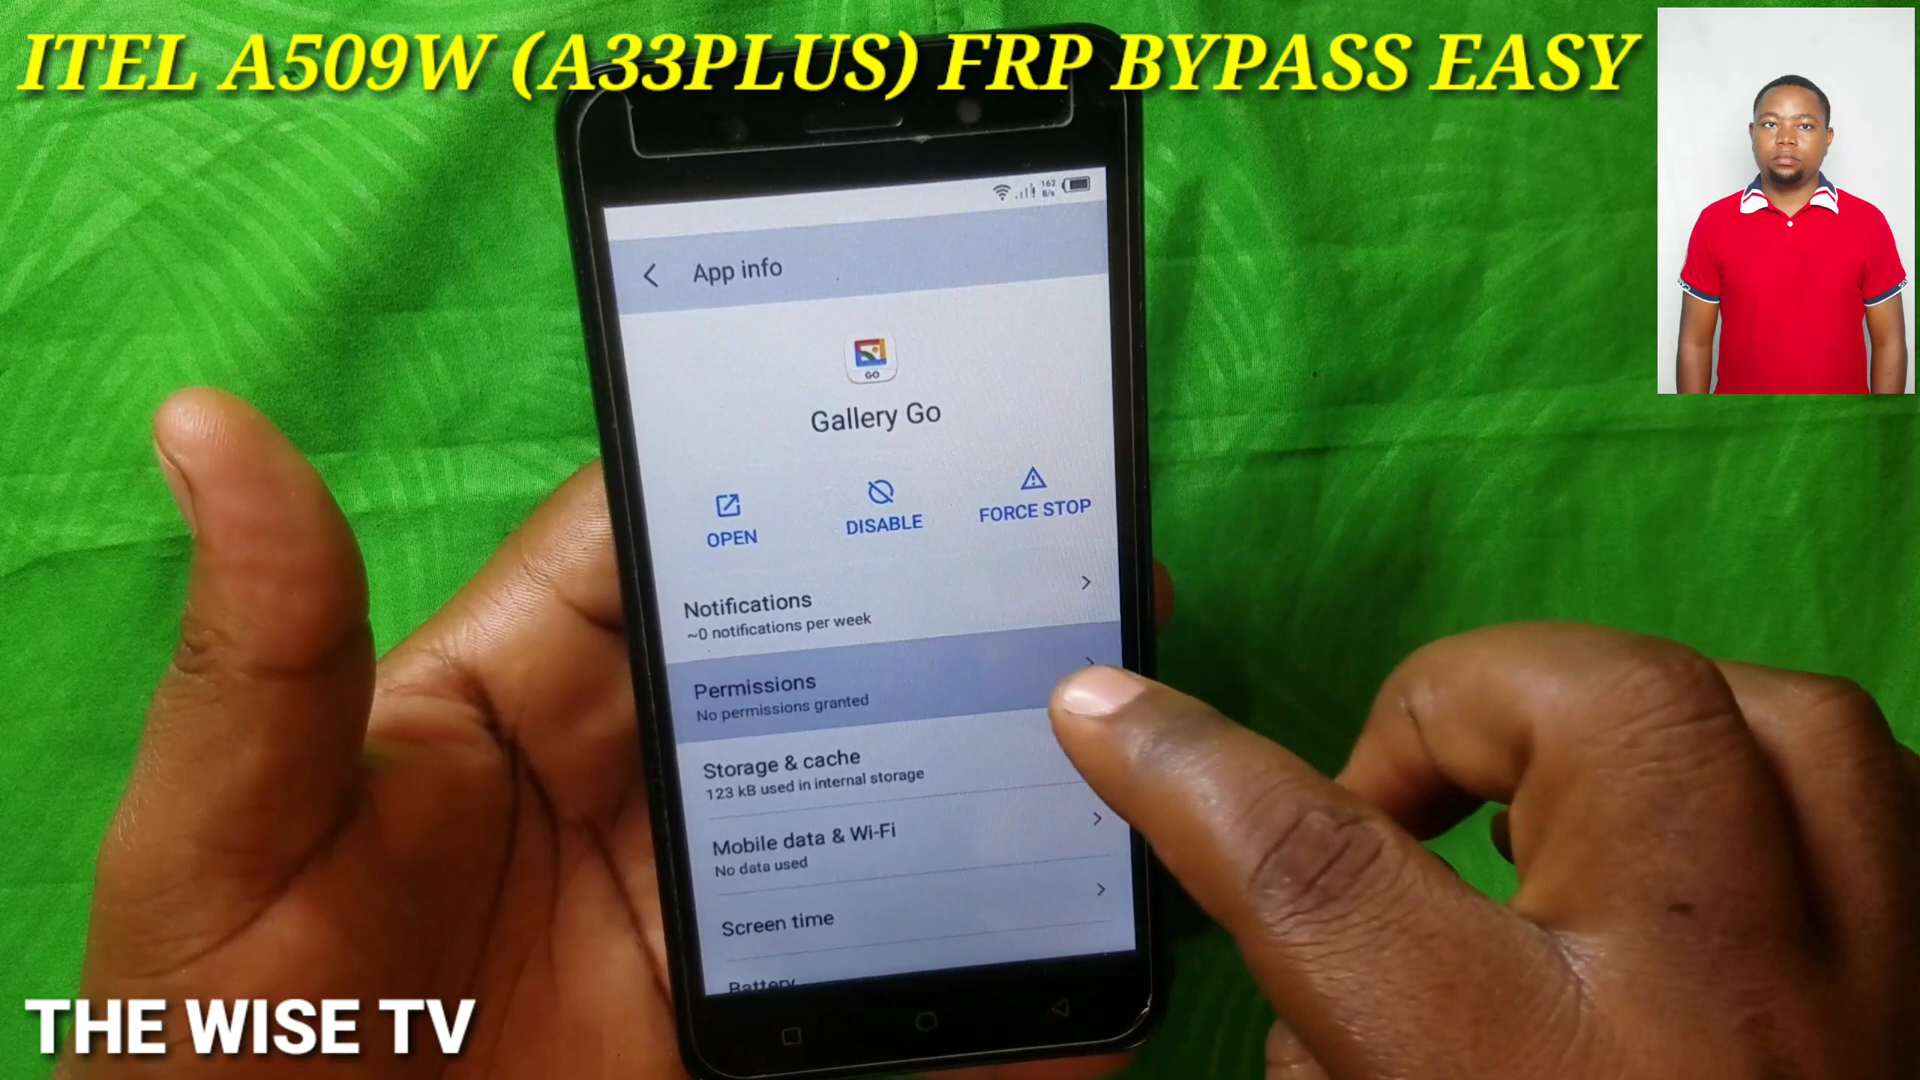 ITEL A509W (A33PLUS) FRP BYPASS EASY
162
B/s
App info
GO
Gallery Go
OPEN
DISABLE
FORCE STOP
Notifications
~0 notifications per week
Permissions
No permissions granted
Storage & cache
123 kB used in internal storage
Mobile data & Wi-Fi
No data used
Screen time
Battery
THE WISE TV